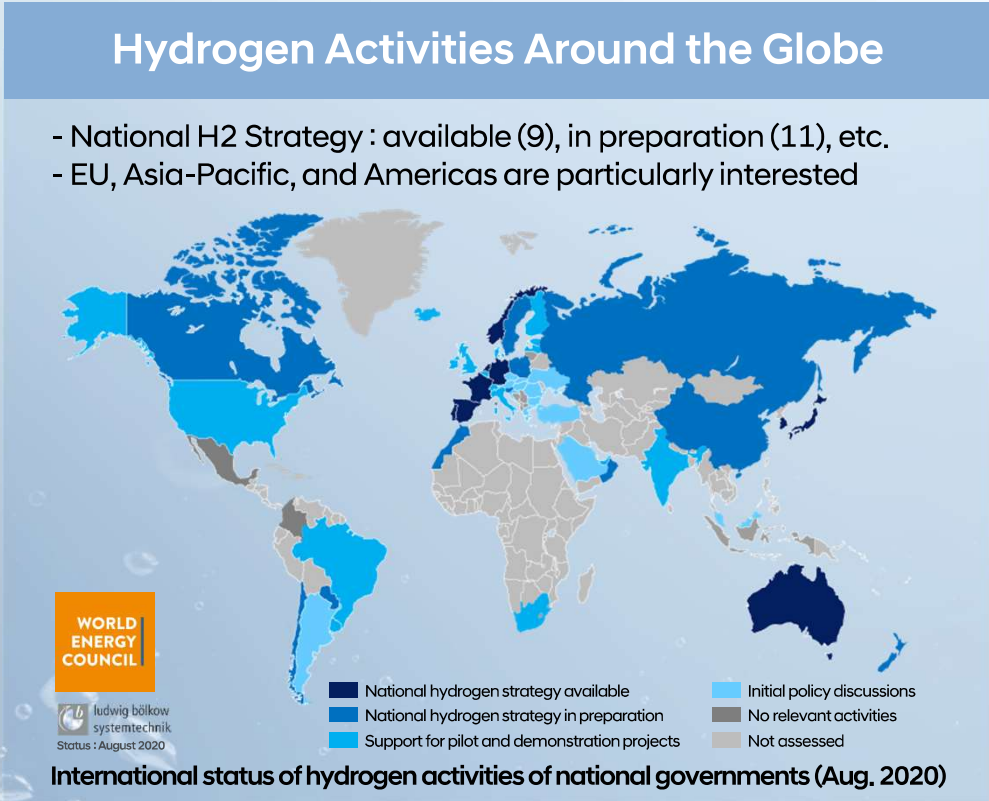 Hydrogen Activities Around the Globe
- National H2 Strategy : available (9), in preparation (11), etc.
- EU, Asia-Pacific, and Americas are particularly interested
WORLD
ENERGY
COUNCIL
ludwig bölkow
systemtechnik
Status : August 2020
National hydrogen strategy available
National hydrogen strategy in preparation
Support for pilot and demonstration projects
Initial policy discussions
No relevant activities
Not assessed
International status of hydrogen activities of national governments (Aug. 2020)